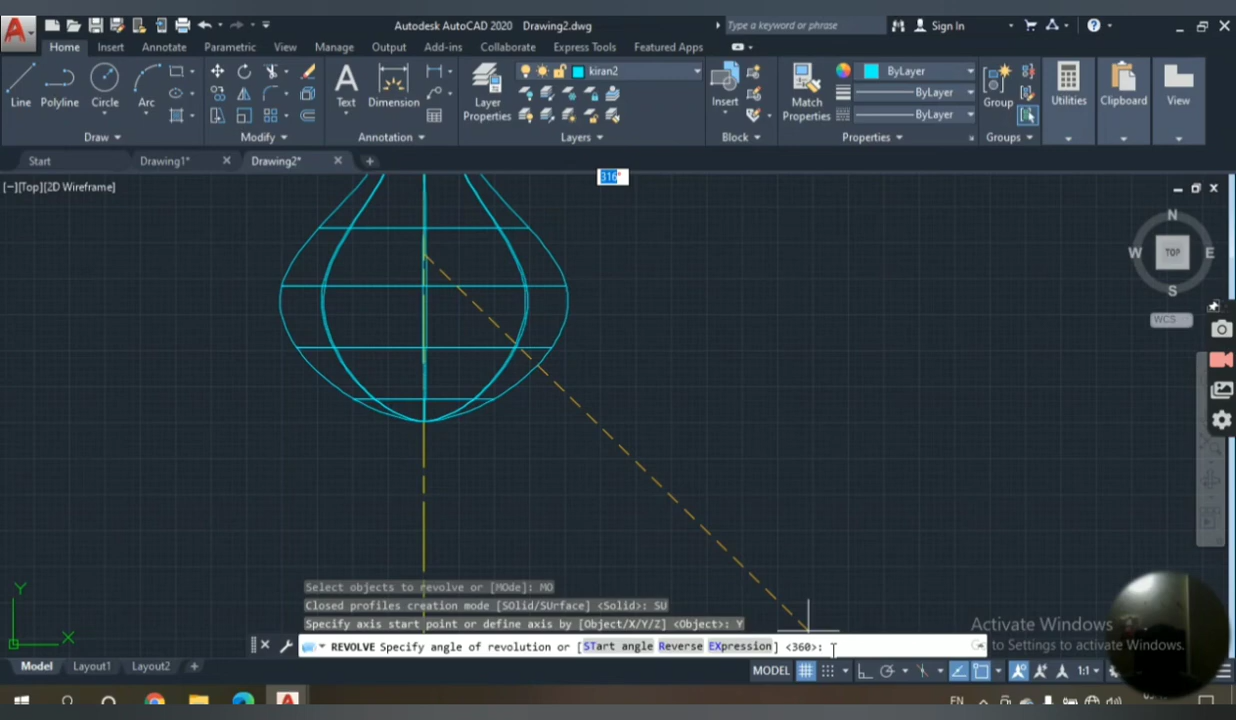 Autodesk AutoCAD 2020 Drawing2.dwg
Type a keyword or phrase
Sign In
Home Insert Annotate Parametric View Manage Output Add-ins Collaborate Express Tools Featured Apps
Line Polyline Circle Arc
Text Dimension
Layer Properties
kiran2
Insert
Match Properties
ByLayer
ByLayer
ByLayer
Group
Utilities
Clipboard
View
Draw Modify Annotation Layers Block Properties Groups
Start Drawing1* Drawing2*
[−][Top][2D Wireframe]
316°
N
W TOP E
S
WCS
Y
X
Select objects to revolve or [MOde]: MO
Closed profiles creation mode [SOlid/SUrface] <Solid>: SU
Specify axis start point or define axis by [Object/X/Y/Z] <Object>: Y
REVOLVE Specify angle of revolution or [STart angle Reverse EXpression] <360>:
Activate Windows
to Settings to activate Windows.
Model Layout1 Layout2
MODEL
1:1
EN